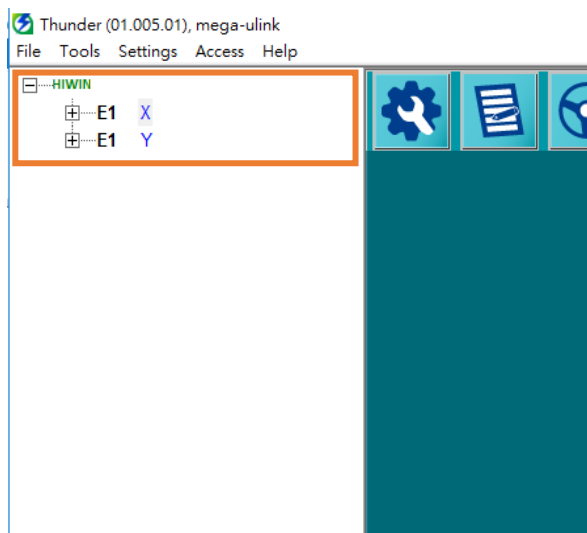 Thunder (01.005.01), mega-ulink
File Tools Settings Access Help
HIWIN
E1 X
E1 Y